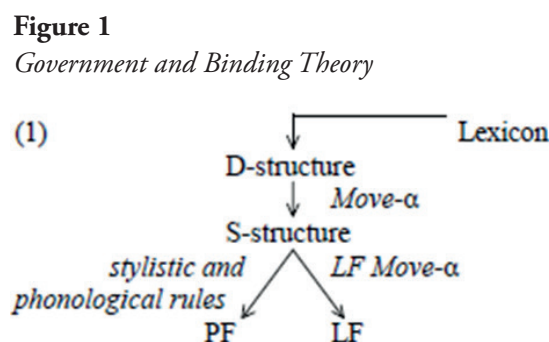 Figure 1
Government and Binding Theory
(1)
Lexicon
D-structure
Move-α
S-structure
stylistic and LF Move-α
phonological rules
PF LF